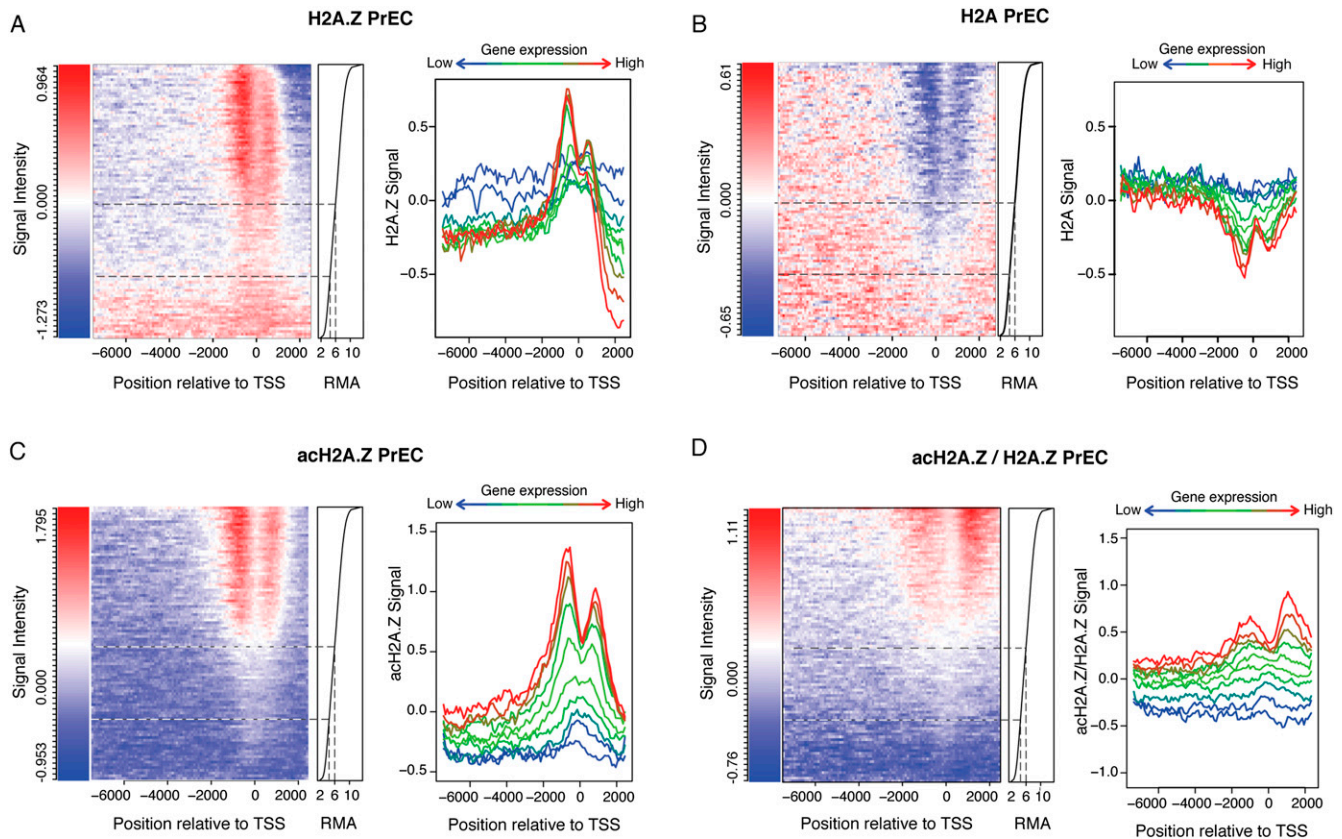 A
H2A.Z PrEC
Signal Intensity
0.964
0.000
-1.273
−6000 −4000 −2000 0 2000
Position relative to TSS
2 6 10
RMA
Gene expression
Low High
H2A.Z Signal
0.5
0.0
−0.5
−6000 −4000 −2000 0 2000
Position relative to TSS
B
H2A PrEC
Signal Intensity
0.61
0.000
-0.65
−6000 −4000 −2000 0 2000
Position relative to TSS
2 6 10
RMA
Gene expression
Low High
H2A Signal
0.5
0.0
−0.5
−6000 −4000 −2000 0 2000
Position relative to TSS
C
acH2A.Z PrEC
Signal Intensity
1.795
0.000
-0.953
−6000 −4000 −2000 0 2000
Position relative to TSS
2 6 10
RMA
Gene expression
Low High
acH2A.Z Signal
1.5
1.0
0.5
0.0
−0.5
−6000 −4000 −2000 0 2000
Position relative to TSS
D
acH2A.Z / H2A.Z PrEC
Signal Intensity
1.11
0.000
-0.76
−6000 −4000 −2000 0 2000
Position relative to TSS
2 6 10
RMA
Gene expression
Low High
acH2A.Z/H2A.Z Signal
1.5
1.0
0.5
0.0
−0.5
−1.0
−6000 −4000 −2000 0 2000
Position relative to TSS